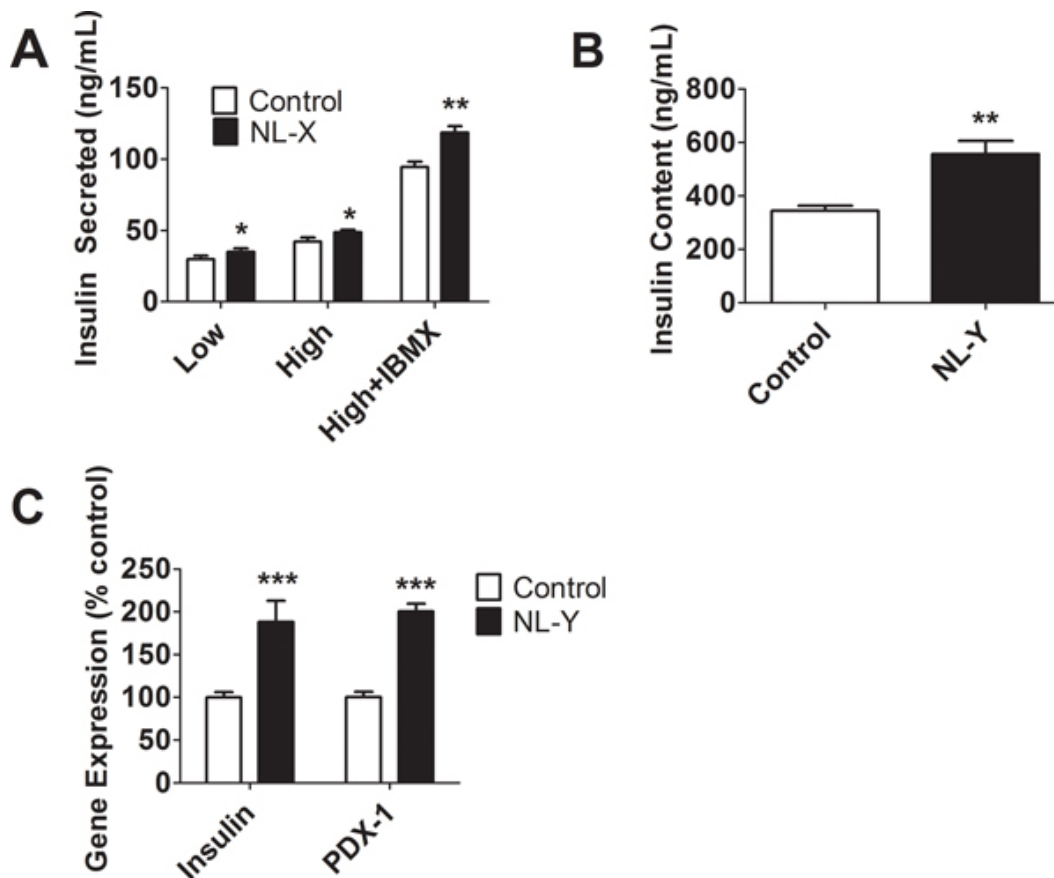 A
Insulin Secreted (ng/mL)
150
100
50
0
Control
NL-X
*
*
**
Low
High
High+IBMX
B
Insulin Content (ng/mL)
800
600
400
200
0
**
Control
NL-Y
C
Gene Expression (% control)
250
200
150
100
50
0
***
***
Control
NL-Y
Insulin
PDX-1